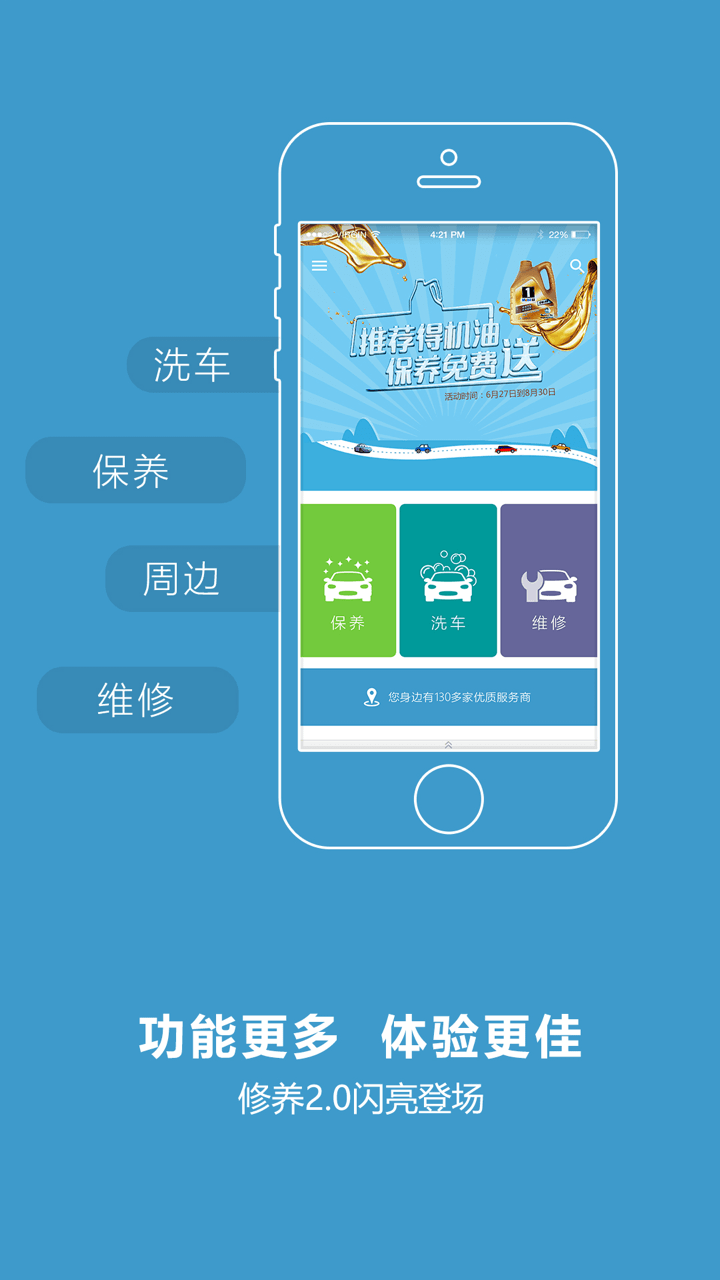 VIRGIN
4:21 PM
22%
1
推荐得机油
保养免费送
活动时间：6月27日到8月30日
洗车
保养
周边
维修
保养
洗车
维修
您身边有130多家优质服务商
功能更多 体验更佳
修养2.0闪亮登场